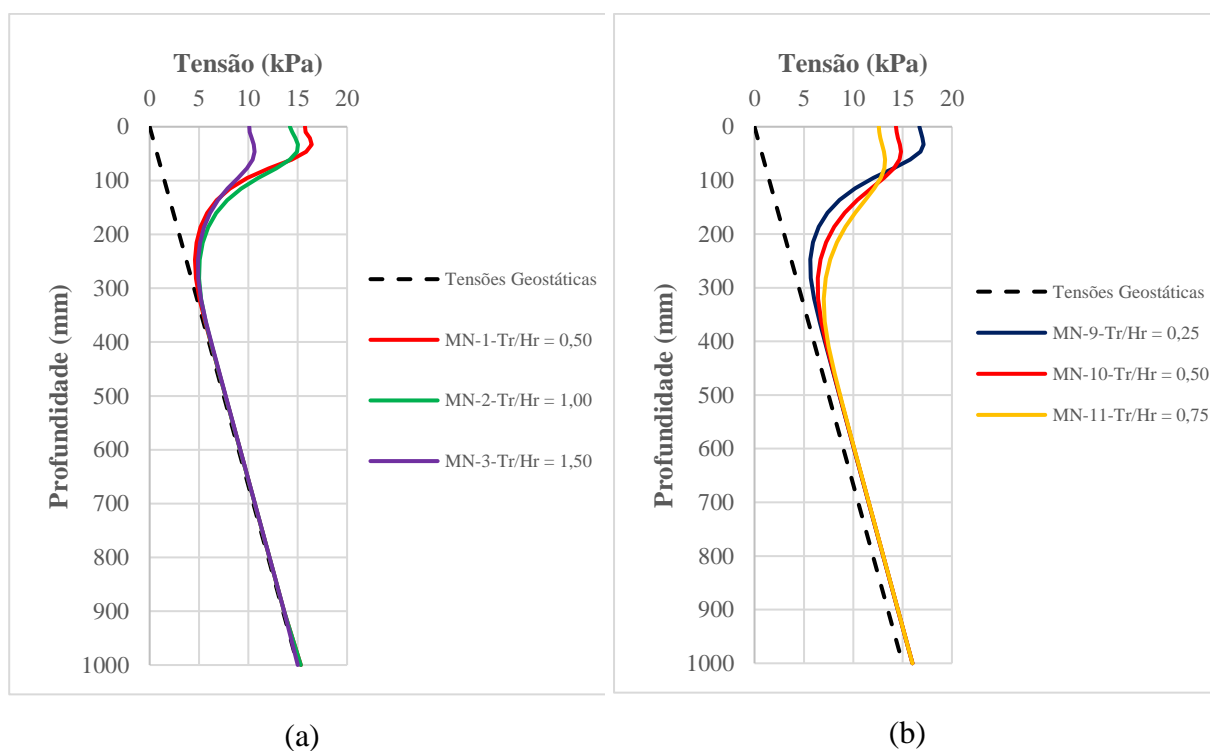 Tensão (kPa)
0 5 10 15 20
0
100
200
300
400
500
600
700
800
900
1000
Profundidade (mm)
Tensões Geostáticas
MN-1-Tr/Hr = 0,50
MN-2-Tr/Hr = 1,00
MN-3-Tr/Hr = 1,50
(a)
Tensão (kPa)
0 5 10 15 20
0
100
200
300
400
500
600
700
800
900
1000
Profundidade (mm)
Tensões Geostáticas
MN-9-Tr/Hr = 0,25
MN-10-Tr/Hr = 0,50
MN-11-Tr/Hr = 0,75
(b)